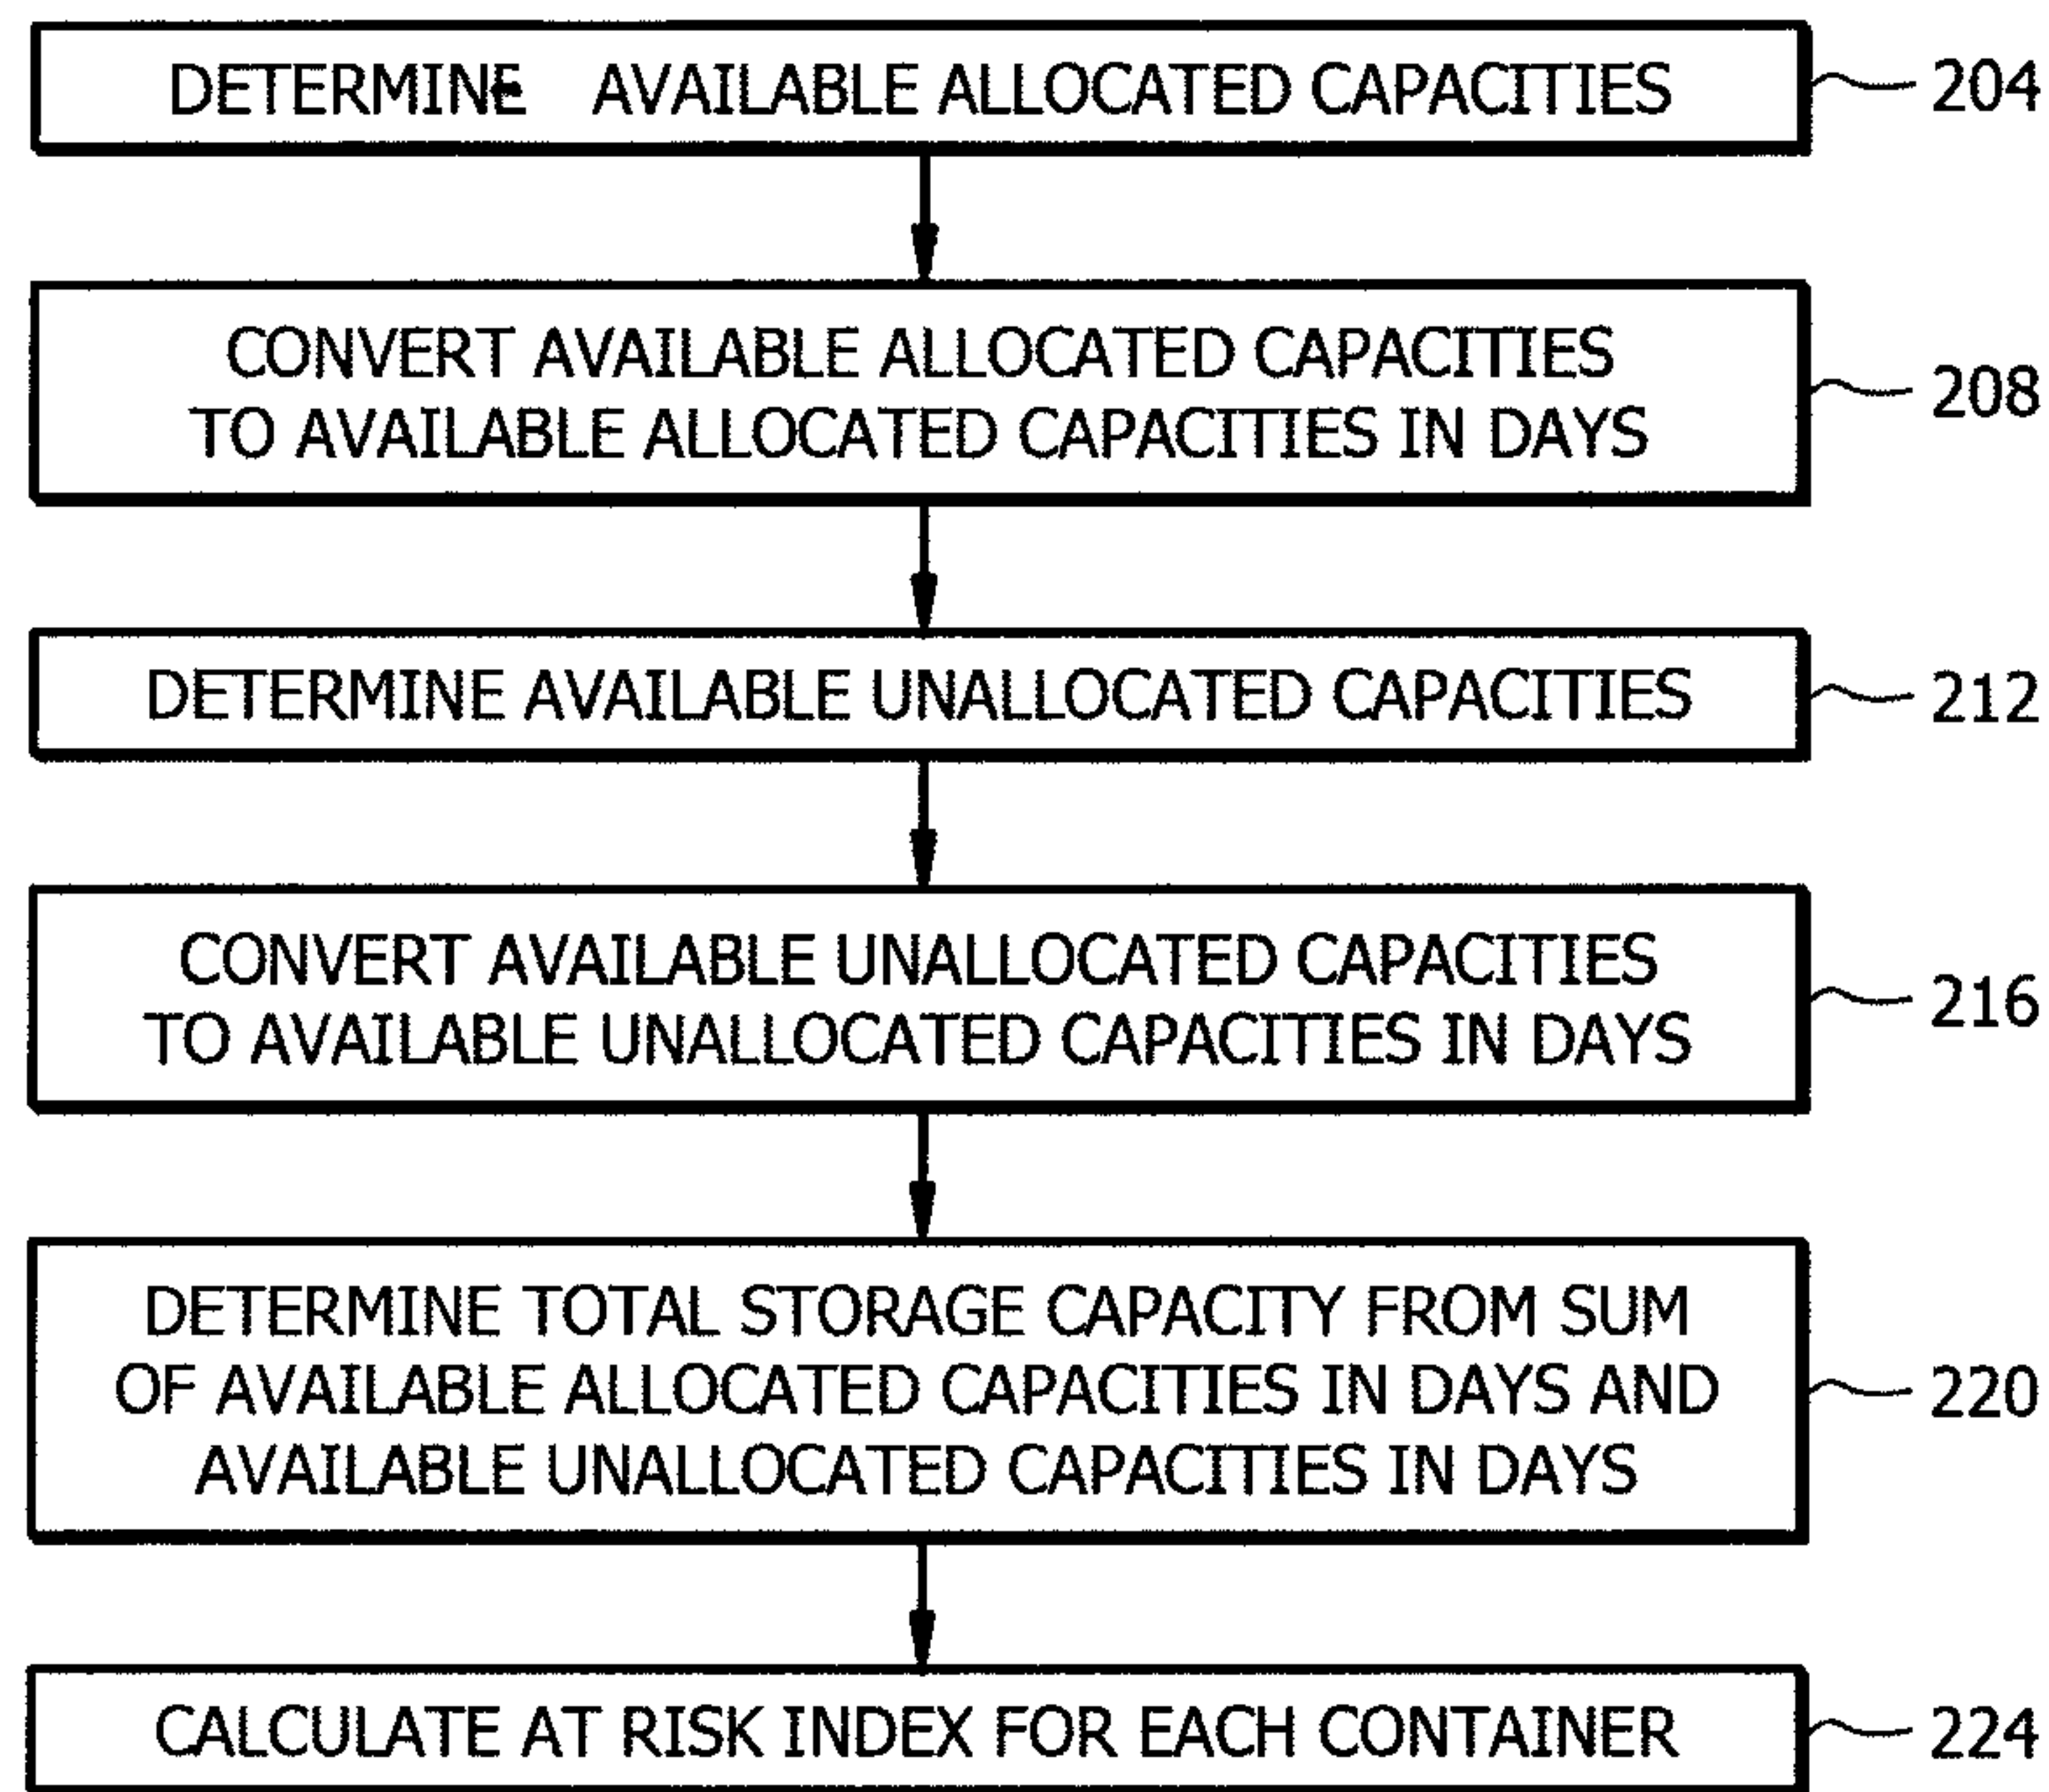 DETERMINE AVAILABLE ALLOCATED CAPACITIES
204
CONVERT AVAILABLE ALLOCATED CAPACITIES
TO AVAILABLE ALLOCATED CAPACITIES IN DAYS
208
DETERMINE AVAILABLE UNALLOCATED CAPACITIES
212
CONVERT AVAILABLE UNALLOCATED CAPACITIES
TO AVAILABLE UNALLOCATED CAPACITIES IN DAYS
216
DETERMINE TOTAL STORAGE CAPACITY FROM SUM
OF AVAILABLE ALLOCATED CAPACITIES IN DAYS AND
AVAILABLE UNALLOCATED CAPACITIES IN DAYS
220
CALCULATE AT RISK INDEX FOR EACH CONTAINER
224